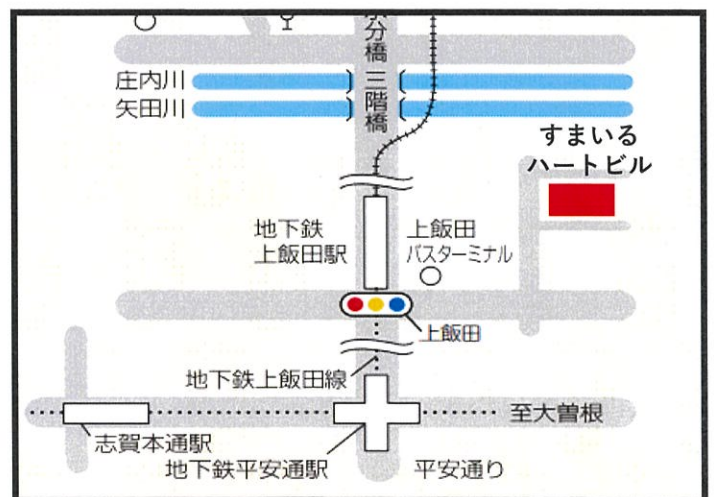 分橋
庄内川
矢田川
三階橋
すまいる
ハートビル
地下鉄
上飯田駅
上飯田
バスターミナル
上飯田
地下鉄上飯田線
至大曽根
志賀本通駅
地下鉄平安通駅
平安通り